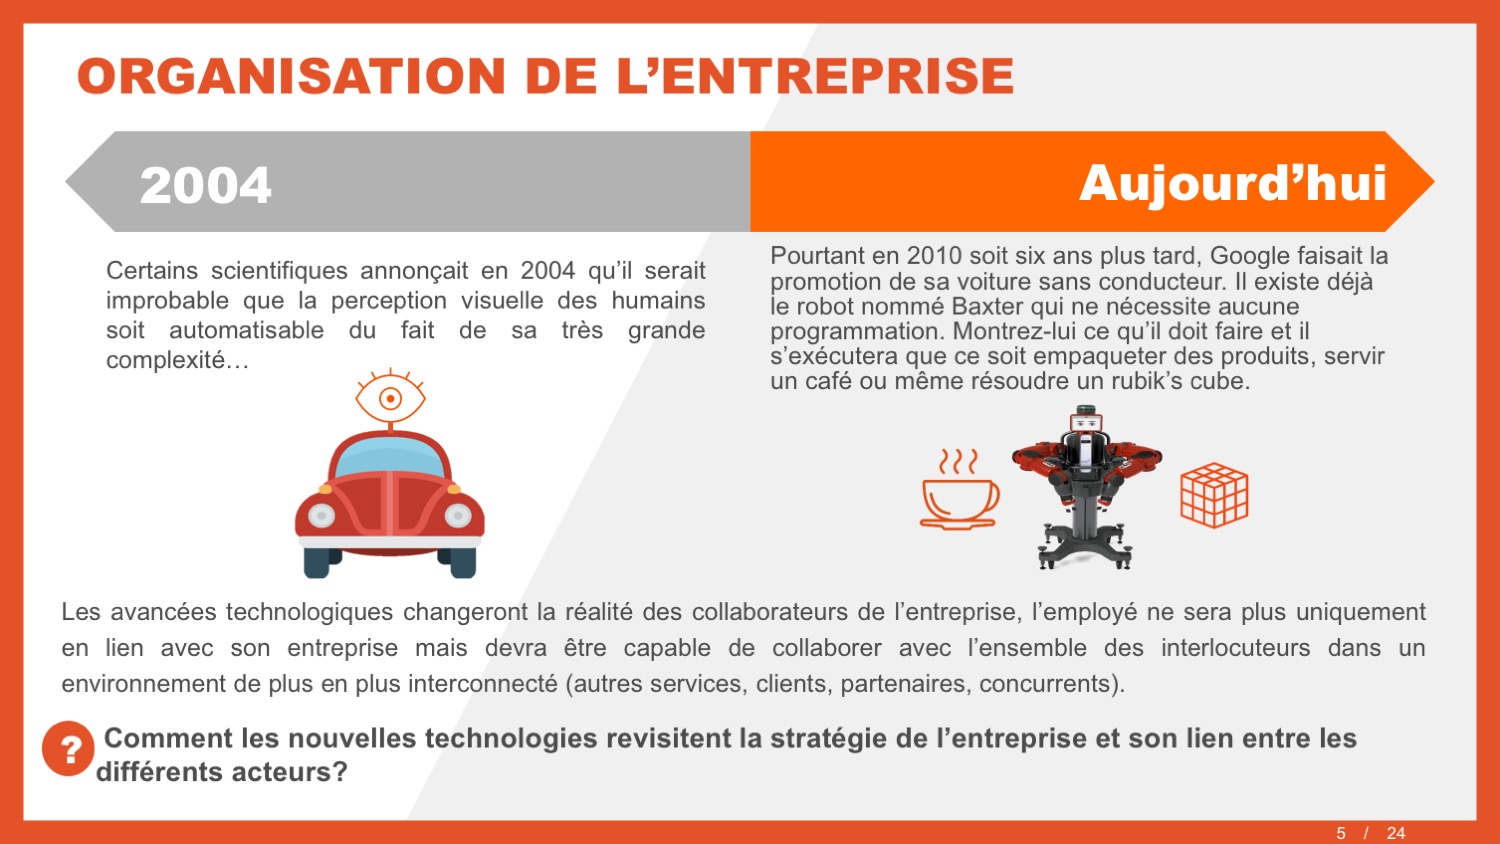 ORGANISATION DE L’ENTREPRISE
2004
Aujourd’hui
Certains scientifiques annonçait en 2004 qu’il serait
improbable que la perception visuelle des humains
soit automatisable du fait de sa très grande
complexité…
Pourtant en 2010 soit six ans plus tard, Google faisait la
promotion de sa voiture sans conducteur. Il existe déjà
le robot nommé Baxter qui ne nécessite aucune
programmation. Montrez-lui ce qu’il doit faire et il
s’exécutera que ce soit empaqueter des produits, servir
un café ou même résoudre un rubik’s cube.
Les avancées technologiques changeront la réalité des collaborateurs de l’entreprise, l’employé ne sera plus uniquement
en lien avec son entreprise mais devra être capable de collaborer avec l’ensemble des interlocuteurs dans un
environnement de plus en plus interconnecté (autres services, clients, partenaires, concurrents).
? Comment les nouvelles technologies revisitent la stratégie de l’entreprise et son lien entre les
différents acteurs?
5 / 24